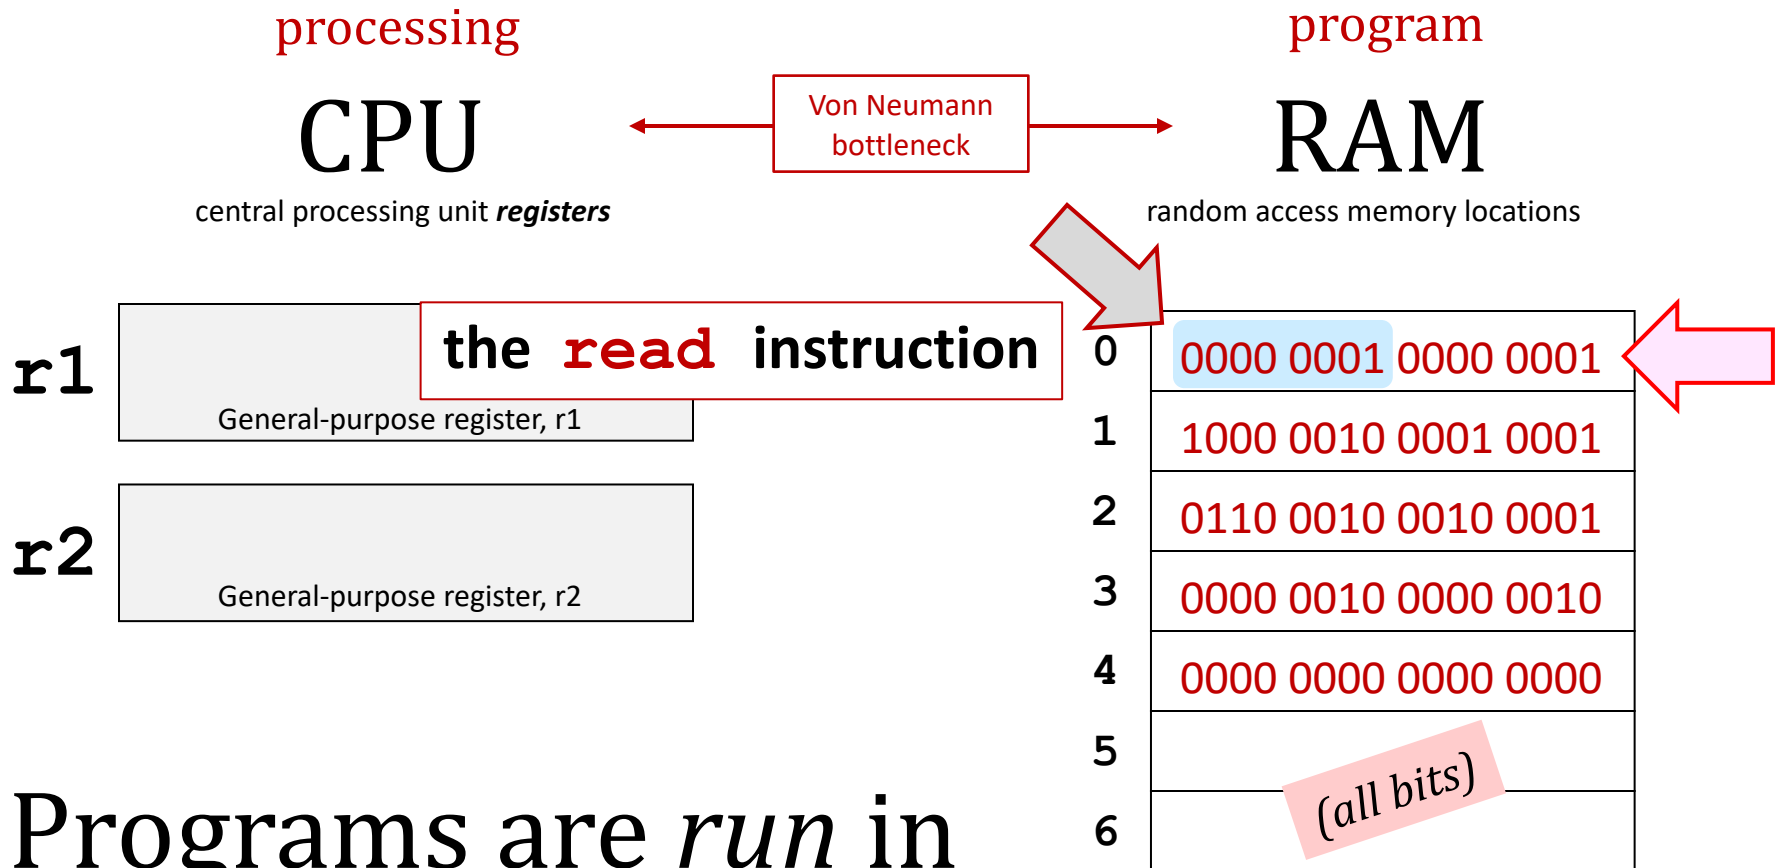 processing
program
CPU
Von Neumann
bottleneck
RAM
central processing unit registers
random access memory locations
r1
the read instruction
General-purpose register, r1
0 0000 0001 0000 0001
1 1000 0010 0001 0001
r2
General-purpose register, r2
2 0110 0010 0010 0001
3 0000 0010 0000 0010
4 0000 0000 0000 0000
5
(all bits)
6
Programs are run in